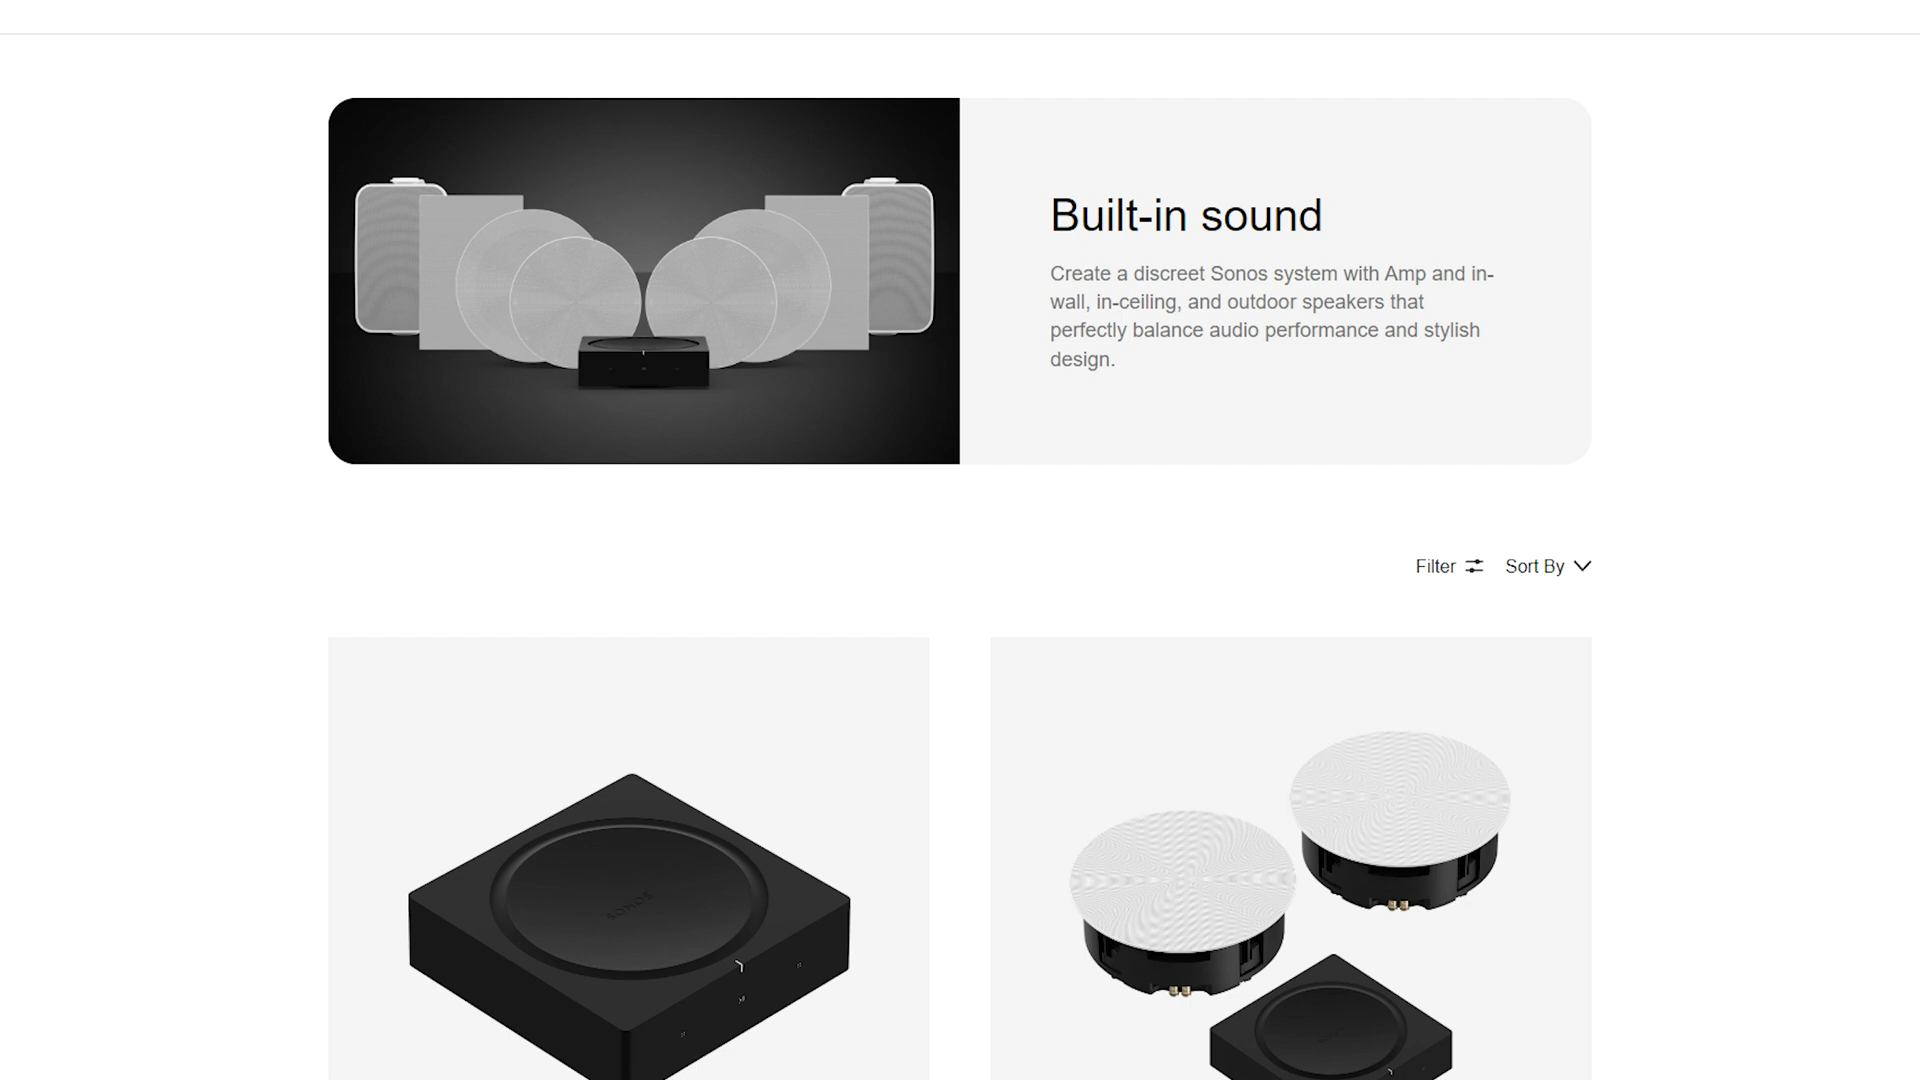 Built-in sound
Create a discreet Sonos system with Amp and in-
wall, in-ceiling, and outdoor speakers that
perfectly balance audio performance and stylish
design.
Filter
Sort By
SONOS